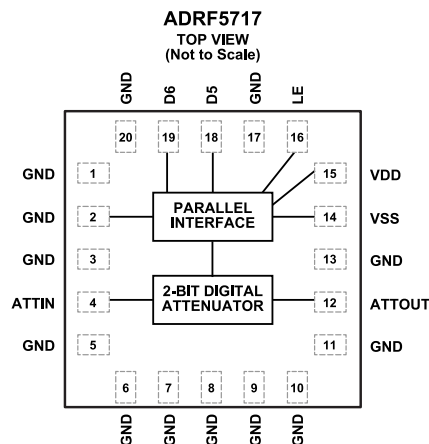 ADRF5717
TOP VIEW
(Not to Scale)
GND
D6
D5
GND
LE
20
19
18
17
16
GND 1
15 VDD
PARALLEL
INTERFACE
GND 2
14 VSS
GND 3
13 GND
2-BIT DIGITAL
ATTENUATOR
ATTIN 4
12 ATTOUT
GND 5
11 GND
6
7
8
9
10
GND
GND
GND
GND
GND